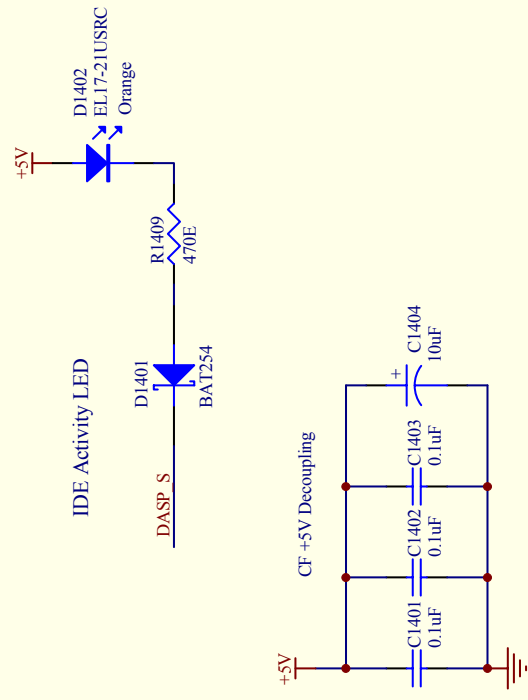 IDE Activity LED
+5V
D1402
EL17-21USRC
Orange
R1409
470E
D1401
BAT254
DASP_S
CF +5V Decoupling
+5V
C1401
0.1uF
C1402
0.1uF
C1403
0.1uF
+
C1404
10uF